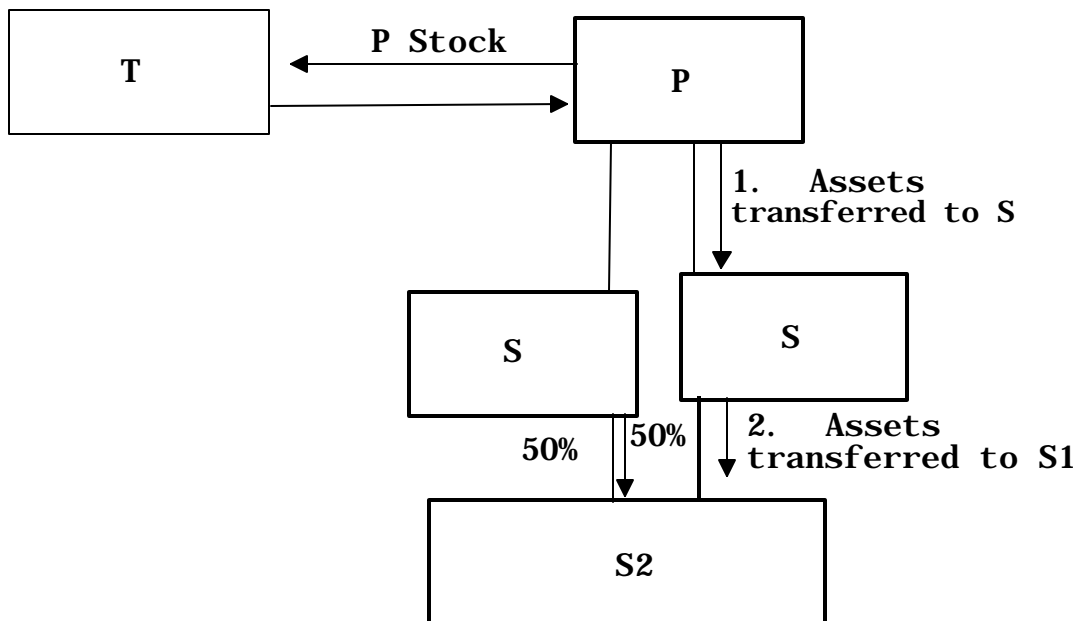 P Stock
T
P
1. Assets
transferred to S
S
S
50%
50%
2. Assets
transferred to S1
S2